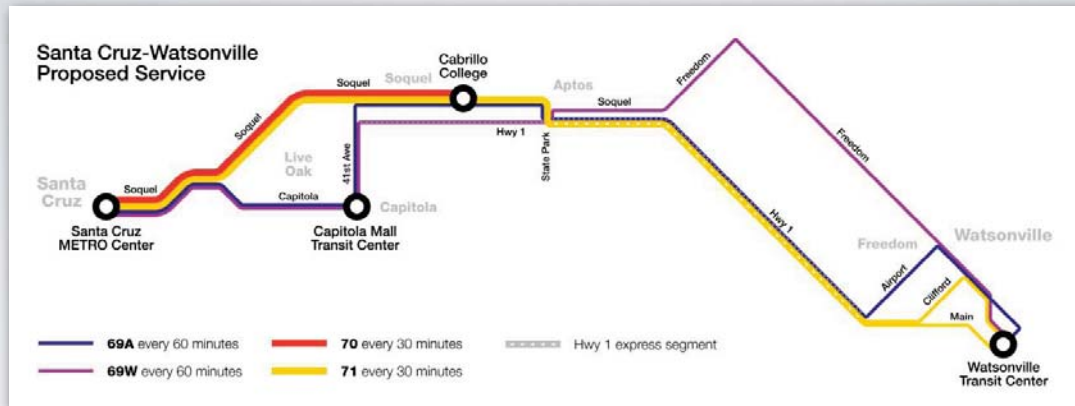 Santa Cruz-Watsonville
Proposed Service
Cabrillo
College
Soquel
Soquel
Aptos
Soquel
Freedom
Soquel
Hwy 1
State Park
Freedom
Live
Oak
41st Ave
Santa
Cruz
Soquel
Capitola
Capitola
Hwy 1
Freedom
Watsonville
Airport
Clifford
Main
Santa Cruz
METRO Center
Capitola Mall
Transit Center
Watsonville
Transit Center
69A every 60 minutes
70 every 30 minutes
Hwy 1 express segment
69W every 60 minutes
71 every 30 minutes